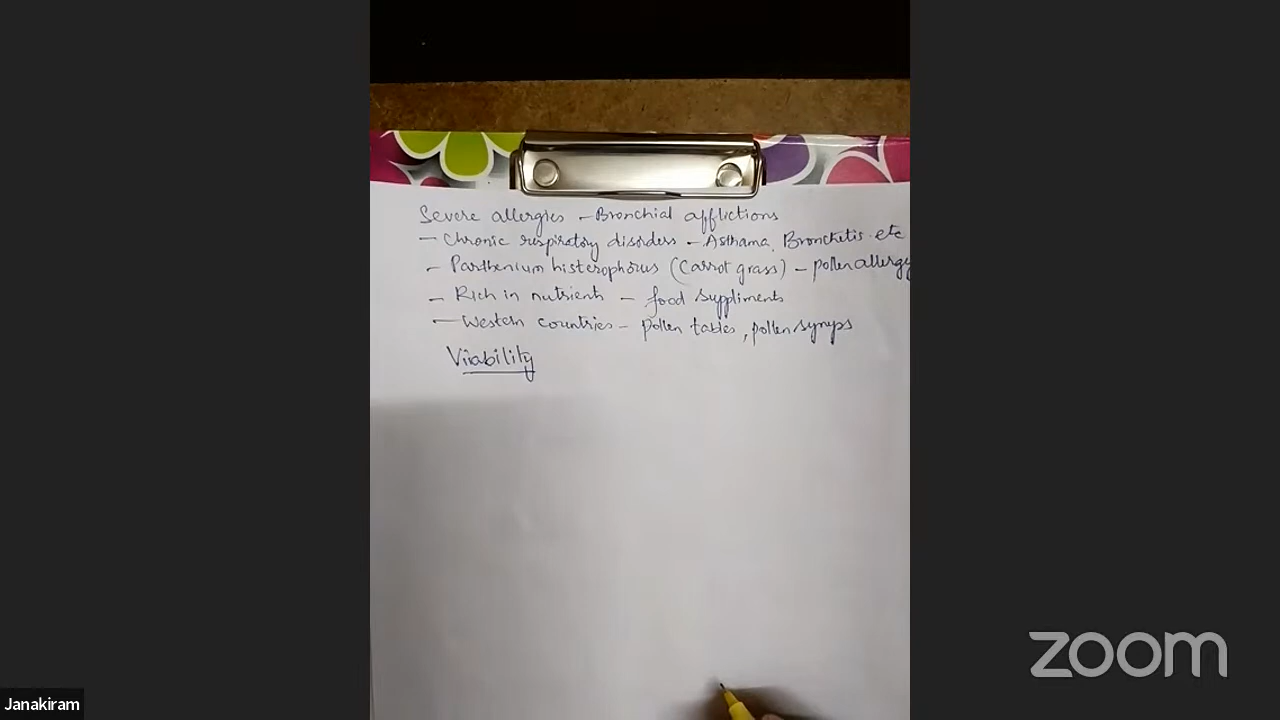 Severe allergies - Bronchial afflictions
- Chronic respiratory disorders - Asthama, Bronchitis etc
- Parthenium histerophorus (Carrot grass) - pollen allergy
- Rich in nutrients - food suppliments
- Western countries - pollen tables, pollen syrups
Viability
zoom
Janakiram